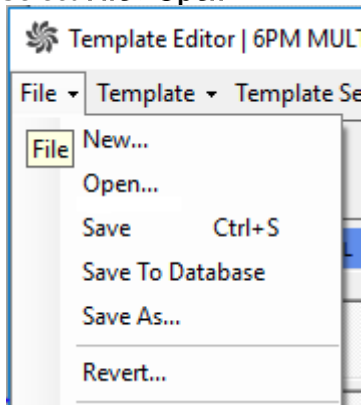 Template Editor | 6PM MULT
File Template Template Se
File
New...
Open...
Save Ctrl+S
Save To Database
Save As...
Revert...